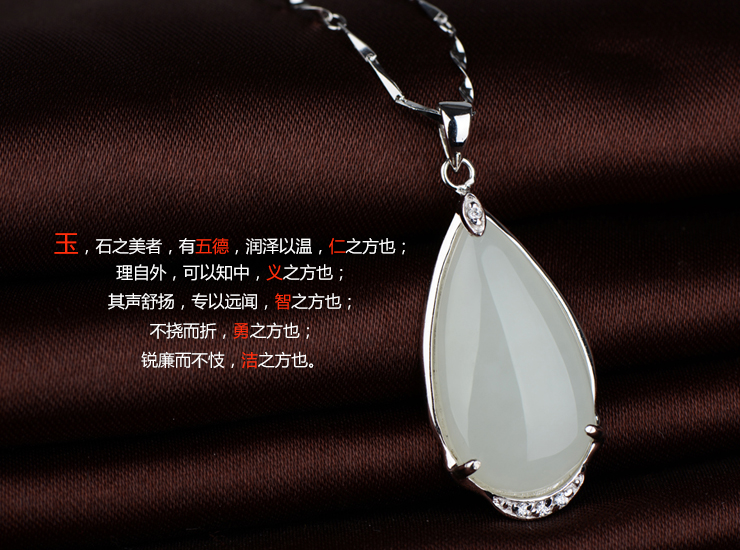 玉，石之美者，有五德，润泽以温，仁之方也；
理自外，可以知中，义之方也；
其声舒扬，专以远闻，智之方也；
不挠而折，勇之方也；
锐廉而不忮，洁之方也。